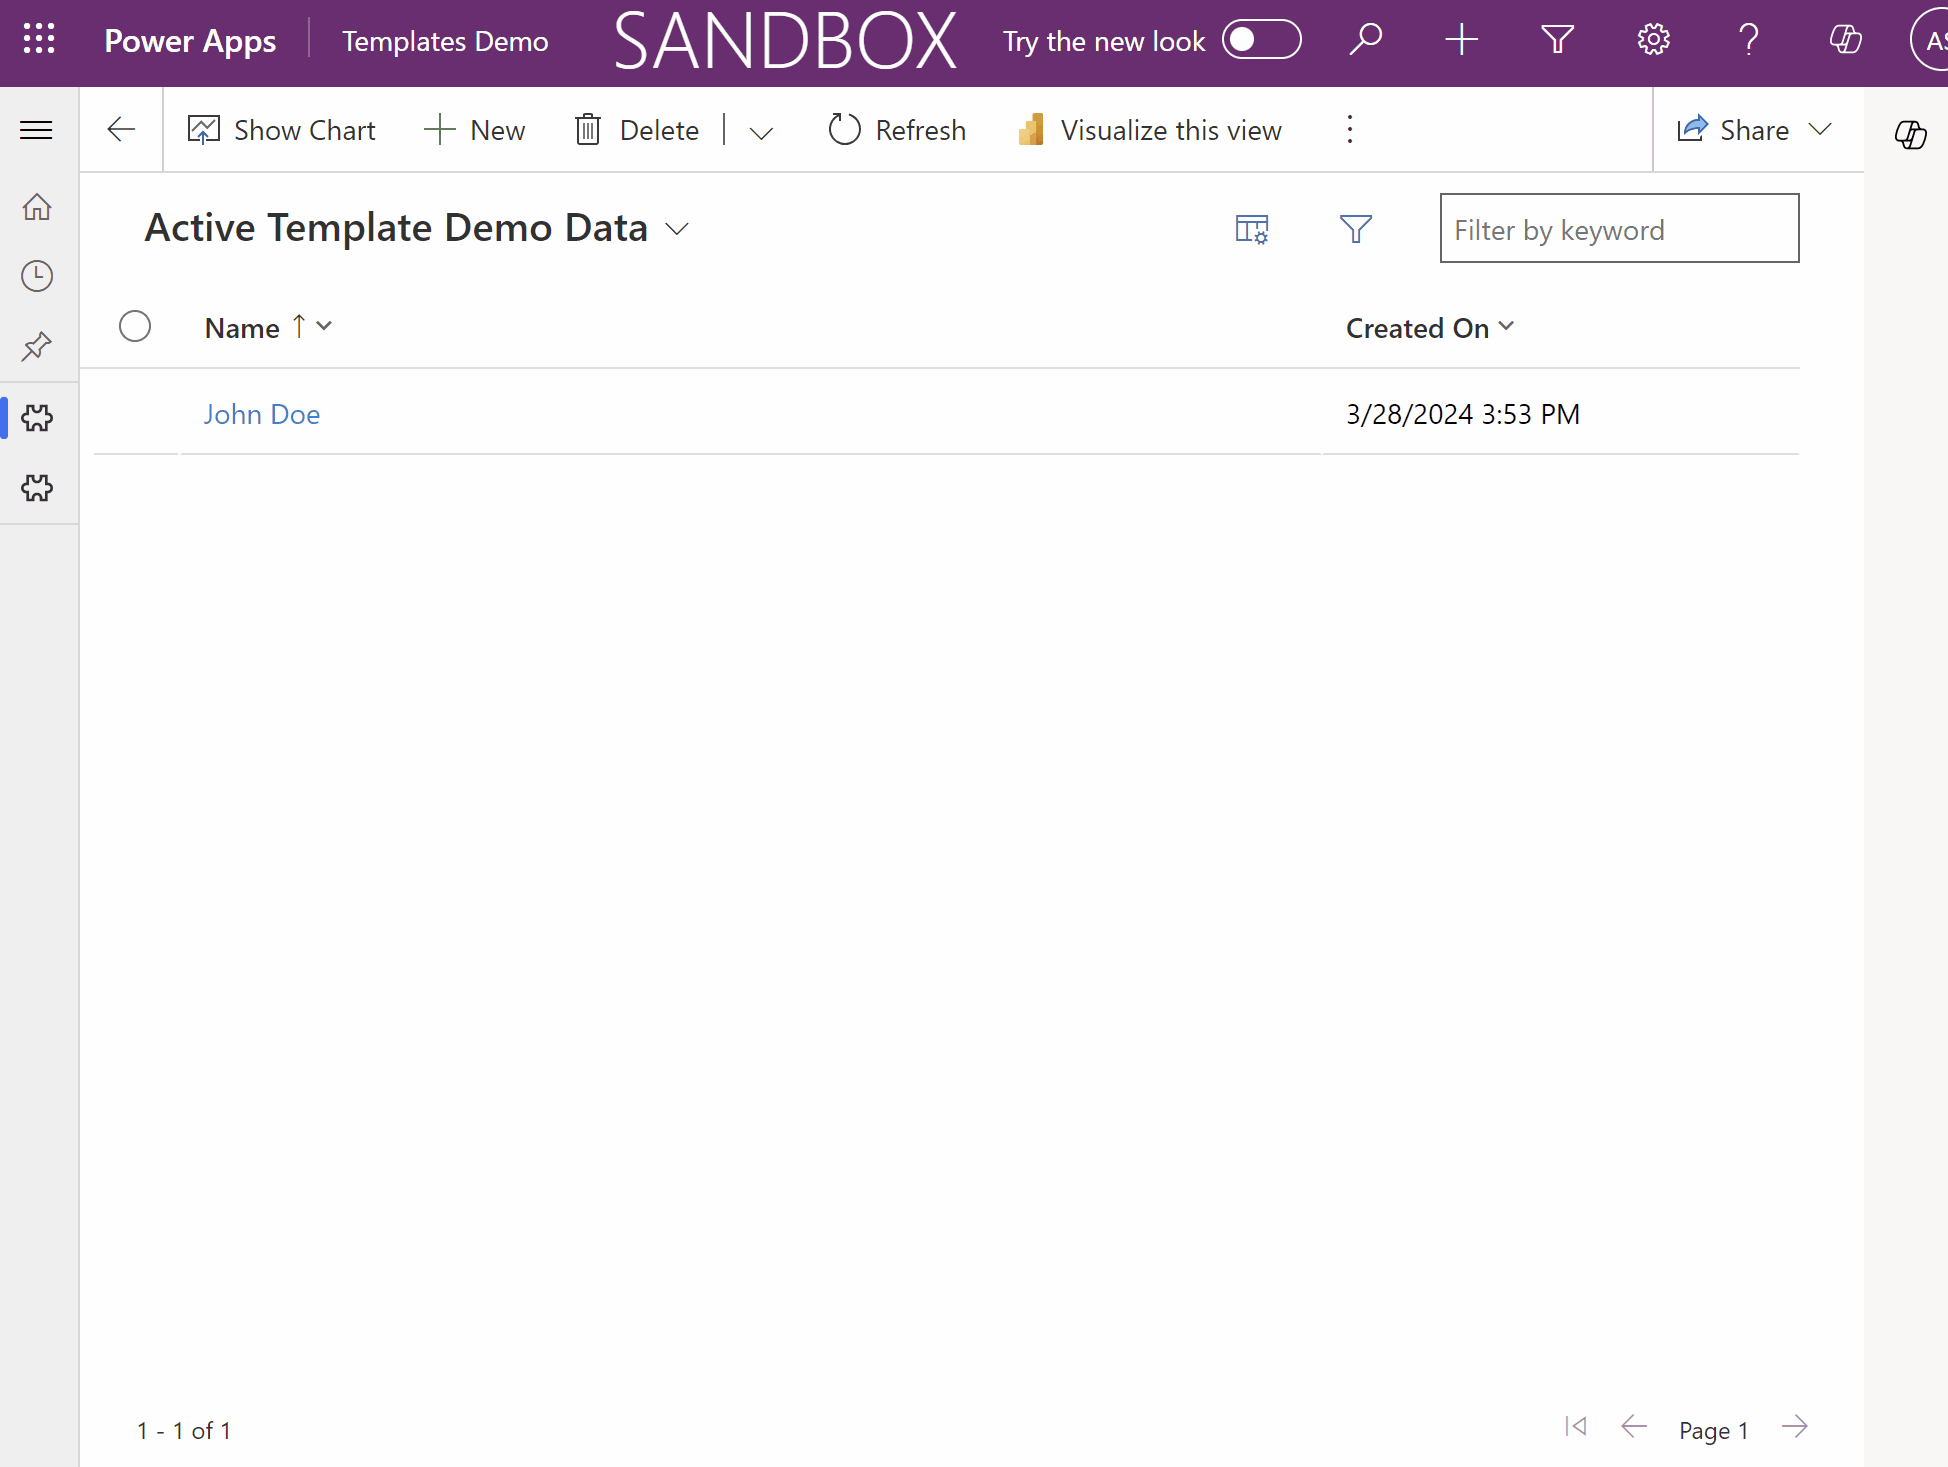 Power Apps Templates Demo SANDBOX Try the new look
Show Chart New Delete Refresh Visualize this view Share
Active Template Demo Data
Filter by keyword
Name Created On
John Doe 3/28/2024 3:53 PM
1 - 1 of 1 Page 1